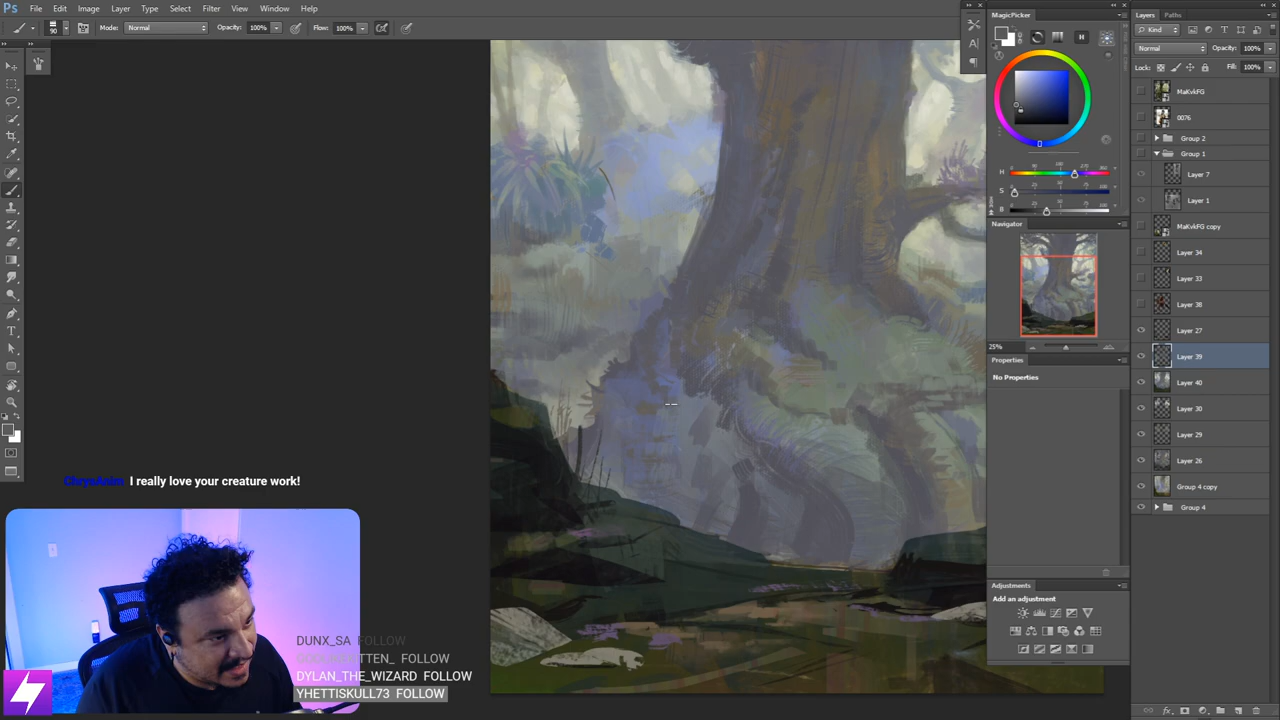 Ps File Edit Image Layer Type Select Filter View Window Help
90 Mode: Normal Opacity: 100% Flow: 100%
MagicPicker
H
H
S
B
Navigator
25%
Properties
No Properties
Adjustments
Add an adjustment
Layers Paths
Kind
Normal Opacity: 100%
Lock: Fill: 100%
MaKvkFG
0076
Group 2
Group 1
Layer 7
Layer 1
MaKvkFG copy
Layer 34
Layer 33
Layer 38
Layer 27
Layer 39
Layer 40
Layer 30
Layer 29
Layer 26
Group 4 copy
Group 4
ChrysAnim I really love your creature work!
DUNX_SA FOLLOW
FOLLOW
DYLAN_THE_WIZARD FOLLOW
YHETTISKULL73 FOLLOW